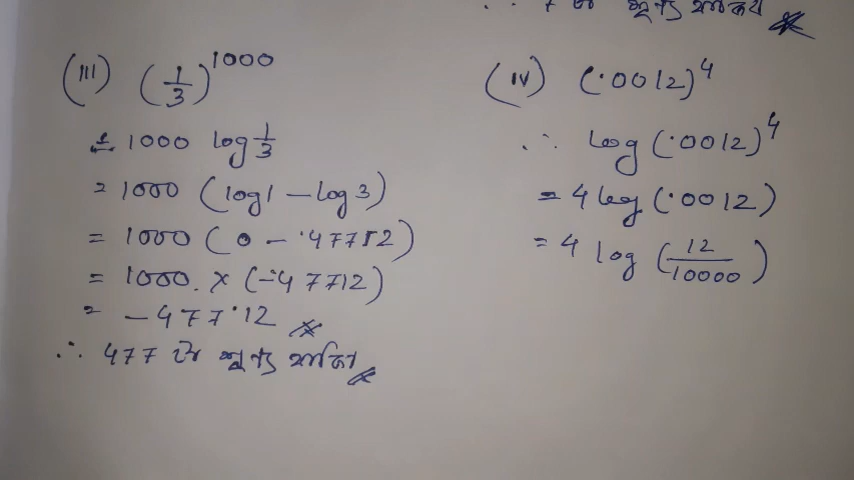 (III) (1/3)^1000
= 1000 log 1/3
= 1000 (log1 – log3)
= 1000 (0 – ·47712)
= 1000 × (–·47712)
= – 477·12
∴ 477 টি শূন্য থাকিব
(IV) (·0012)^4
∴ log (·0012)^4
= 4 log (·0012)
= 4 log (12/10000)